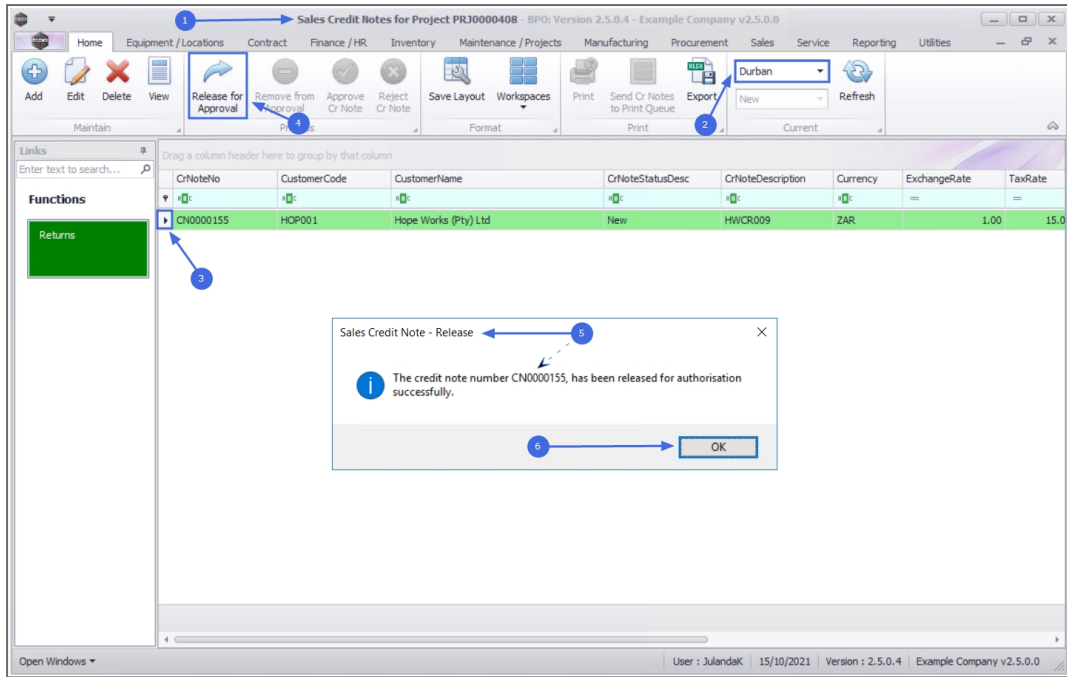 1
Sales Credit Notes for Project PRJ0000408 - BPO: Version 2.5.0.4 - Example Company v2.5.0.0
Home Equipment / Locations Contract Finance / HR Inventory Maintenance / Projects Manufacturing Procurement Sales Service Reporting Utilities
Add Edit Delete View Release for Approval Remove from Approval Approve Cr Note Reject Cr Note Save Layout Workspaces Print Send Cr Notes to Print Queue Export Durban New Refresh
4
2
Maintain Format Print Current
Links
Enter text to search...
Functions
Returns
Drag a column header here to group by that column
CrNoteNo CustomerCode CustomerName CrNoteStatusDesc CrNoteDescription Currency ExchangeRate TaxRate
= =
CN0000155 HOP001 Hope Works (Pty) Ltd New HWCR009 ZAR 1.00 15.0
3
Sales Credit Note - Release
5
The credit note number CN0000155, has been released for authorisation
successfully.
6
OK
Open Windows User : JulandaK 15/10/2021 Version : 2.5.0.4 Example Company v2.5.0.0